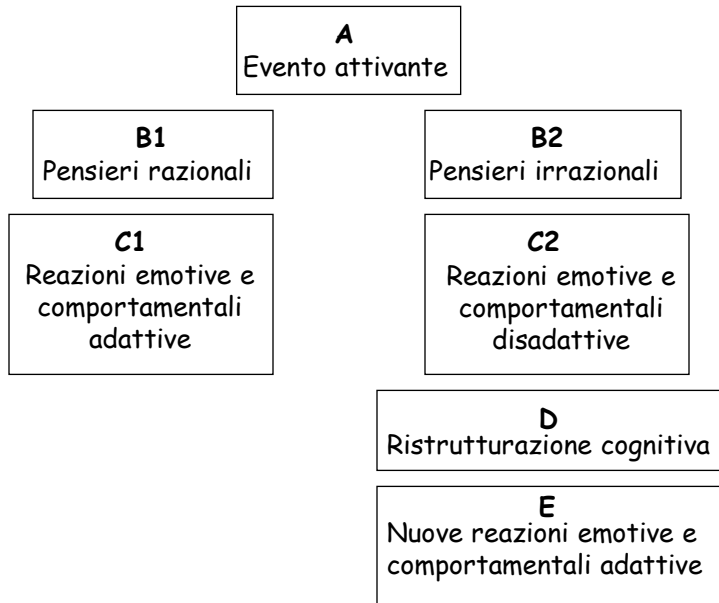 A
Evento attivante
B1
Pensieri razionali
B2
Pensieri irrazionali
C1
Reazioni emotive e
comportamentali
adattive
C2
Reazioni emotive e
comportamentali
disadattive
D
Ristrutturazione cognitiva
E
Nuove reazioni emotive e
comportamentali adattive